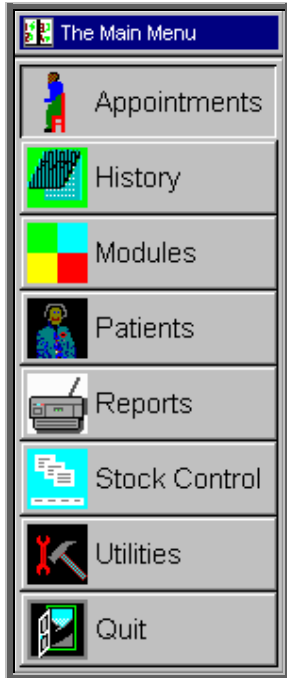 The Main Menu
Appointments
History
Modules
Patients
Reports
Stock Control
Utilities
Quit